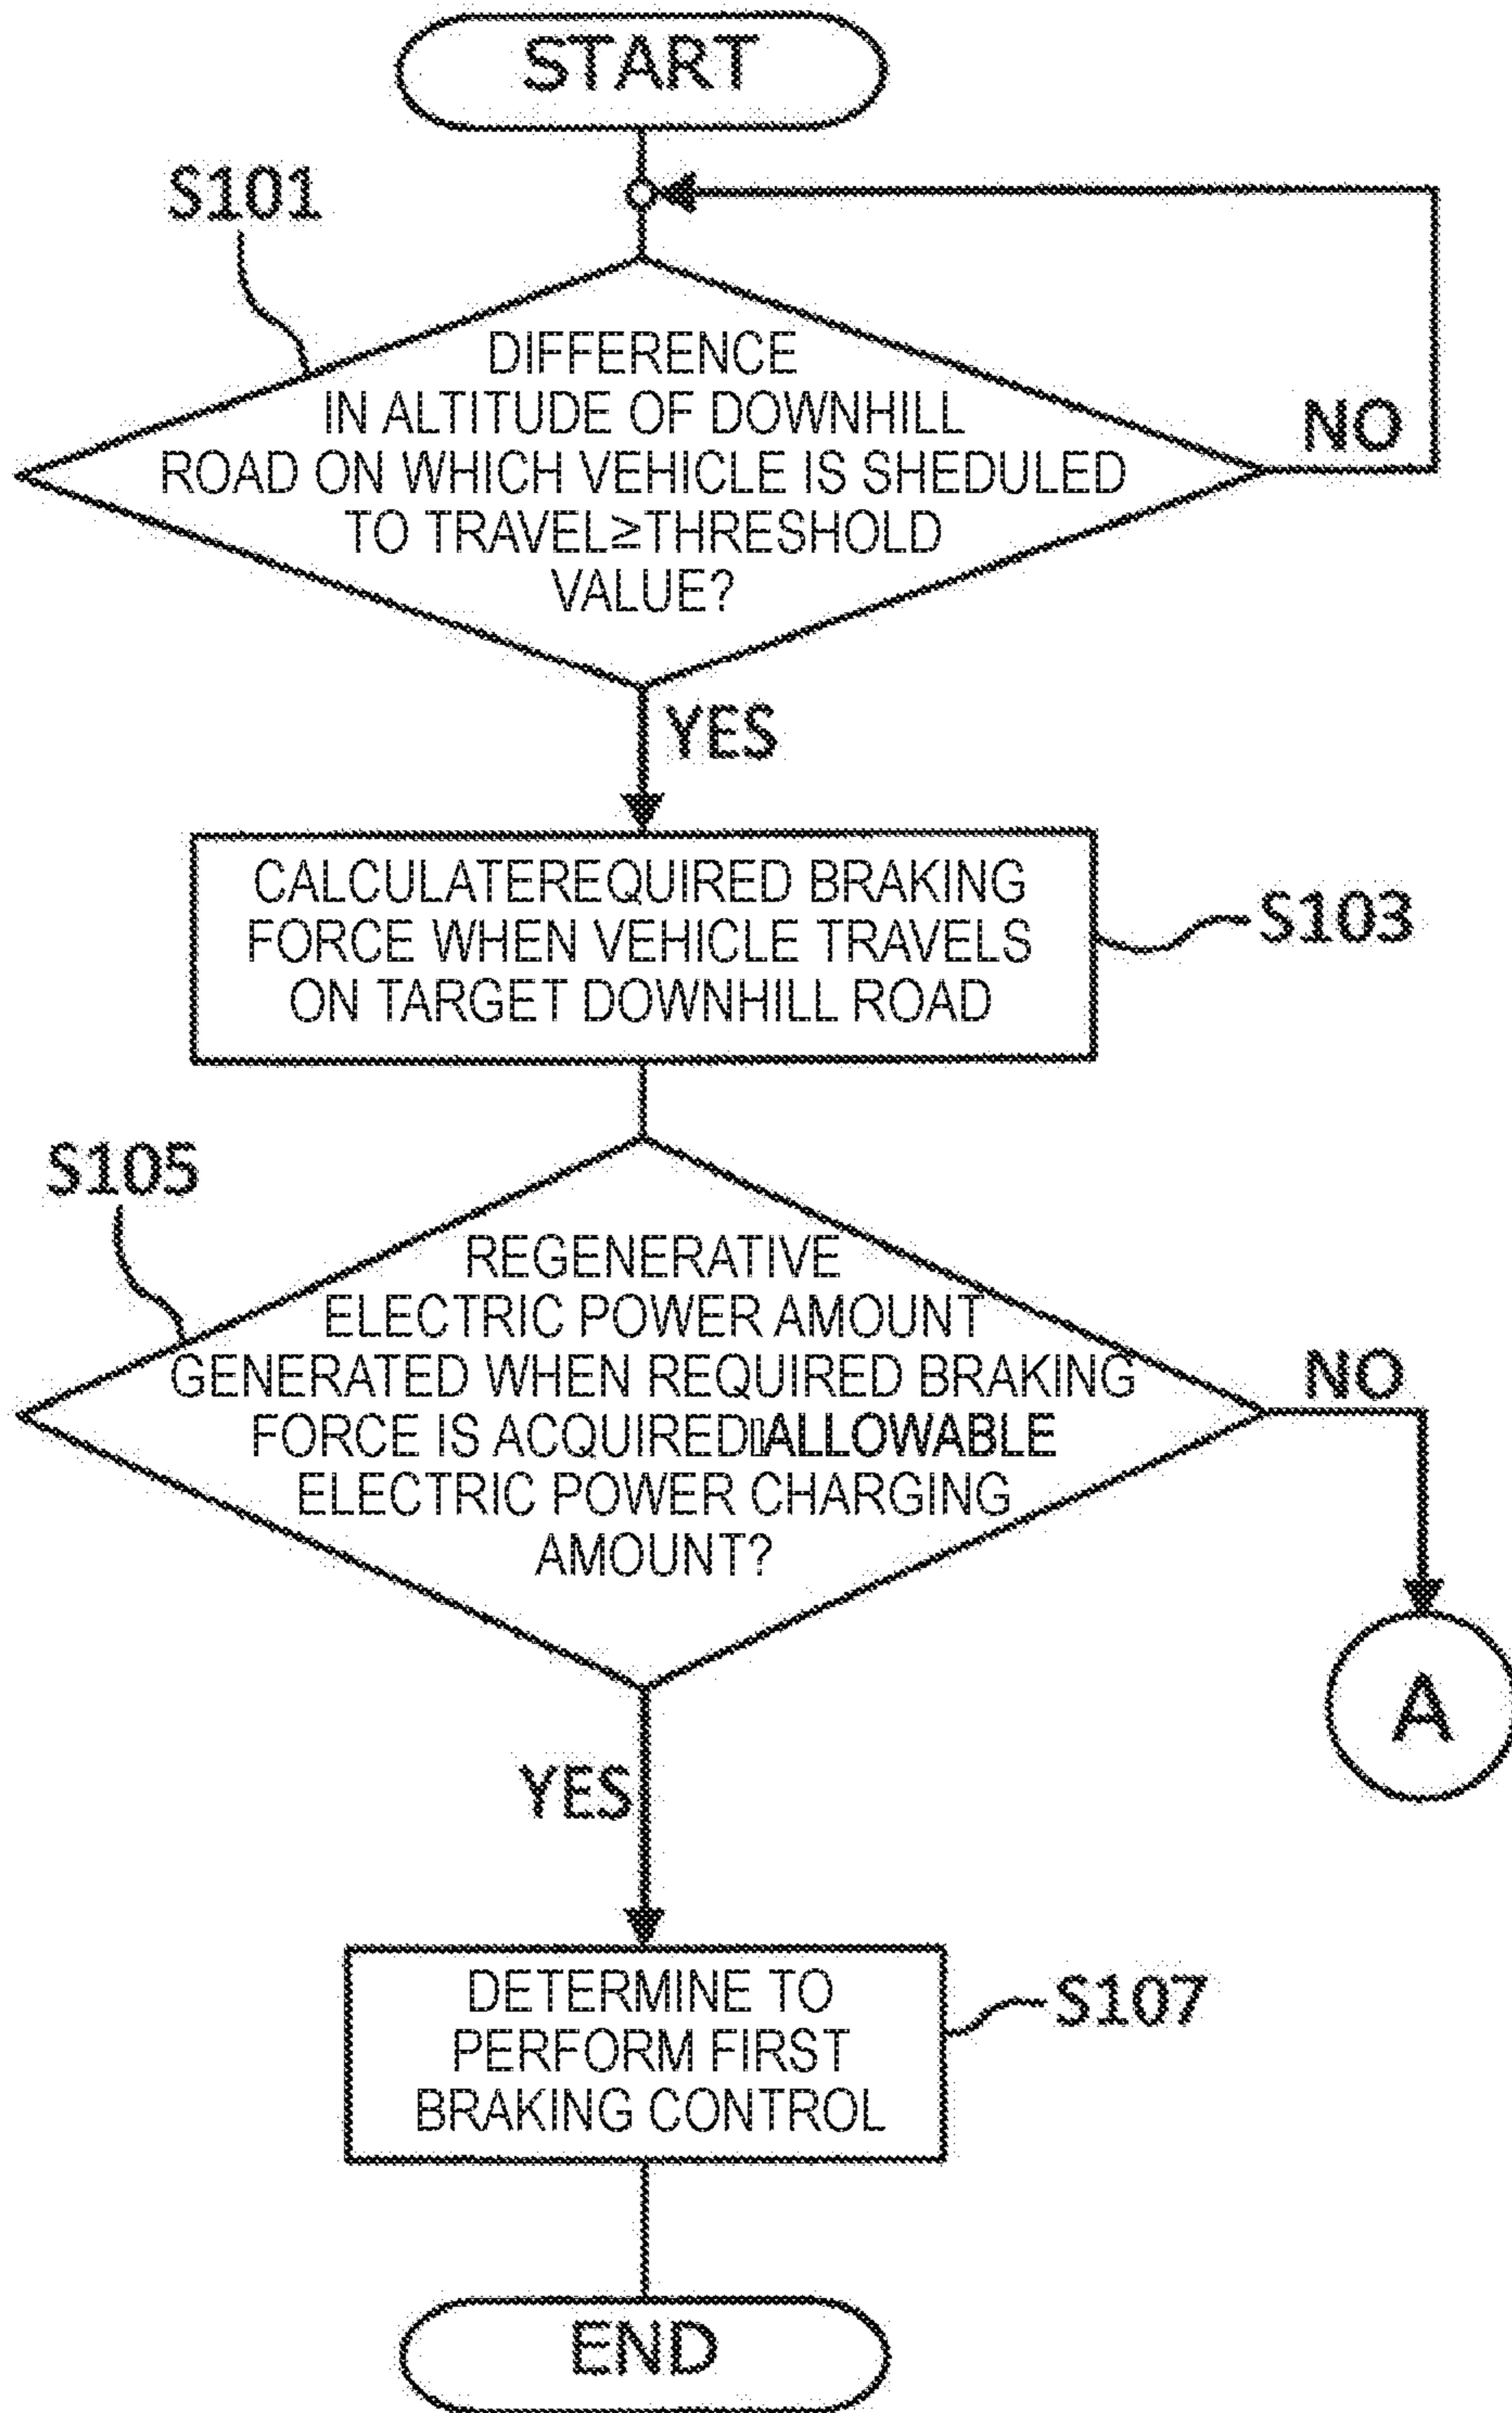 START
S101
DIFFERENCE
IN ALTITUDE OF DOWNHILL
ROAD ON WHICH VEHICLE IS SHEDULED
TO TRAVEL≥THRESHOLD
VALUE?
NO
YES
CALCULATEREQUIRED BRAKING
FORCE WHEN VEHICLE TRAVELS
ON TARGET DOWNHILL ROAD
S103
S105
REGENERATIVE
ELECTRIC POWER AMOUNT
GENERATED WHEN REQUIRED BRAKING
FORCE IS ACQUIRED ALLOWABLE
ELECTRIC POWER CHARGING
AMOUNT?
NO
A
YES
DETERMINE TO
PERFORM FIRST
BRAKING CONTROL
S107
END